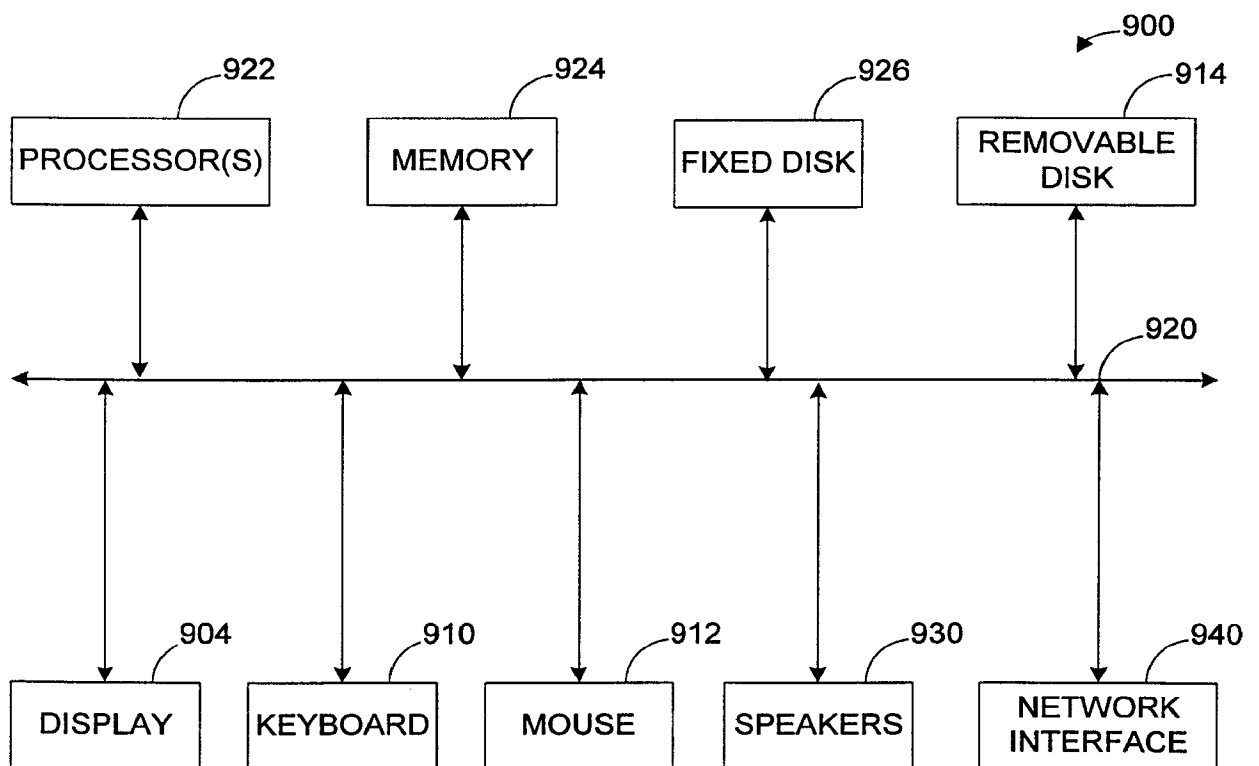 900
922
924
926
914
PROCESSOR(S)
MEMORY
FIXED DISK
REMOVABLE
DISK
920
904
910
912
930
940
DISPLAY
KEYBOARD
MOUSE
SPEAKERS
NETWORK
INTERFACE